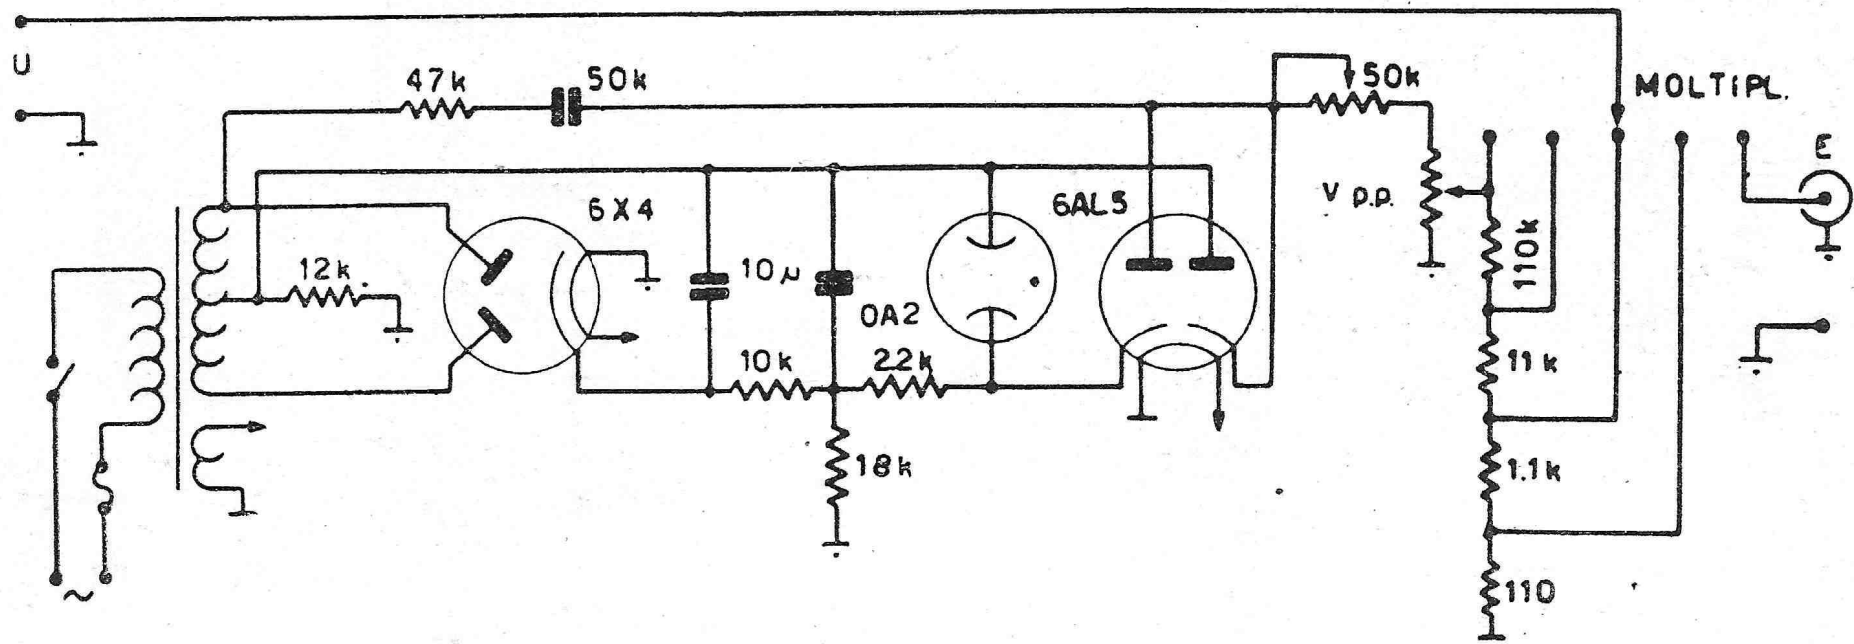 U
47k
50k
50k
MOLTIPL.
E
6X4
6AL5
V P.P.
12k
10μ
110k
0A2
10k
22k
11k
18k
1.1k
110
~